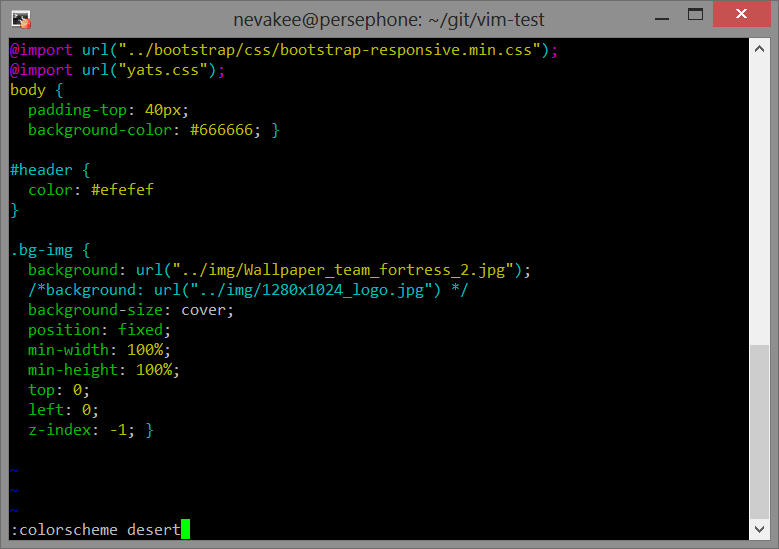 nevakee@persephone: ~/git/vim-test
@import url("../bootstrap/css/bootstrap-responsive.min.css");
@import url("yats.css");
body {
  padding-top: 40px;
  background-color: #666666; }

#header {
  color: #efefef
}

.bg-img {
  background: url("../img/Wallpaper_team_fortress_2.jpg");
  /*background: url("../img/1280x1024_logo.jpg") */
  background-size: cover;
  position: fixed;
  min-width: 100%;
  min-height: 100%;
  top: 0;
  left: 0;
  z-index: -1; }

~
~
~
:colorscheme desert